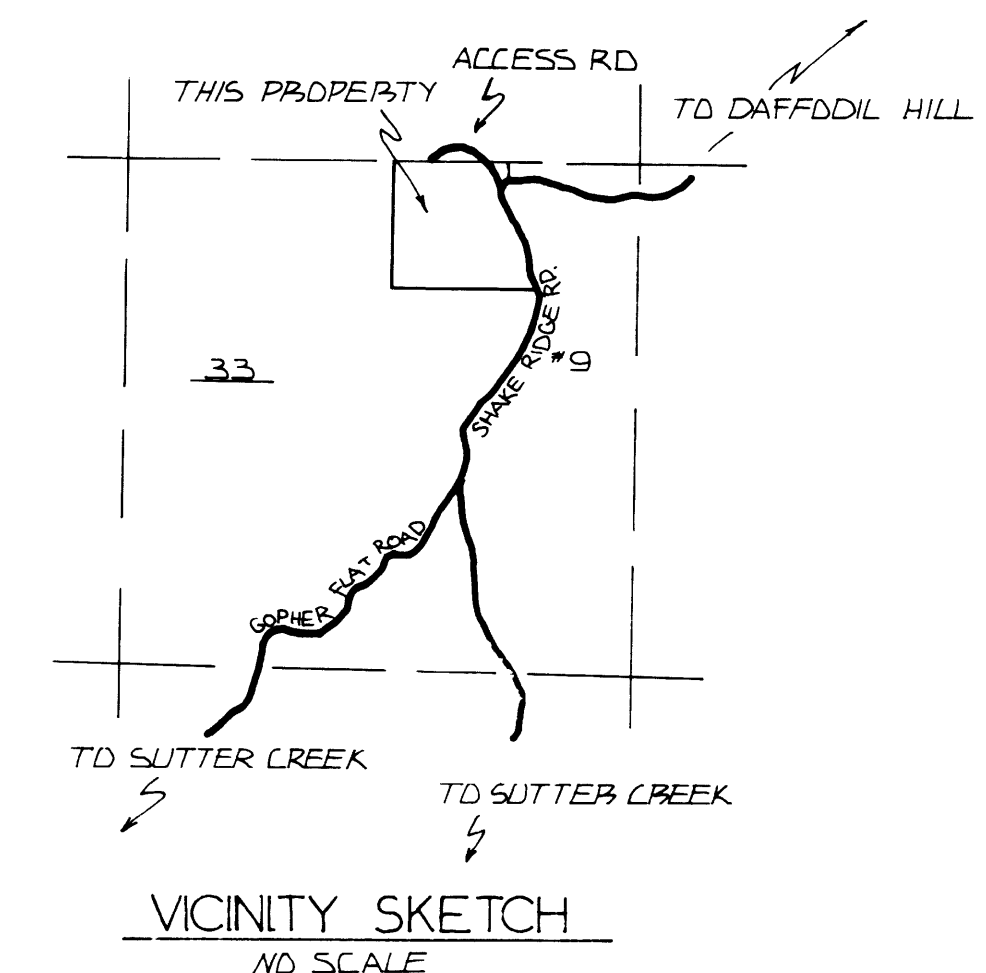 ACCESS RD
THIS PROPERTY
TO DAFFODIL HILL
SHAKE RIDGE RD.
#9
33
GOPHER FLAT ROAD
TO SUTTER CREEK
TO SUTTER CREEK
VICINITY SKETCH
NO SCALE